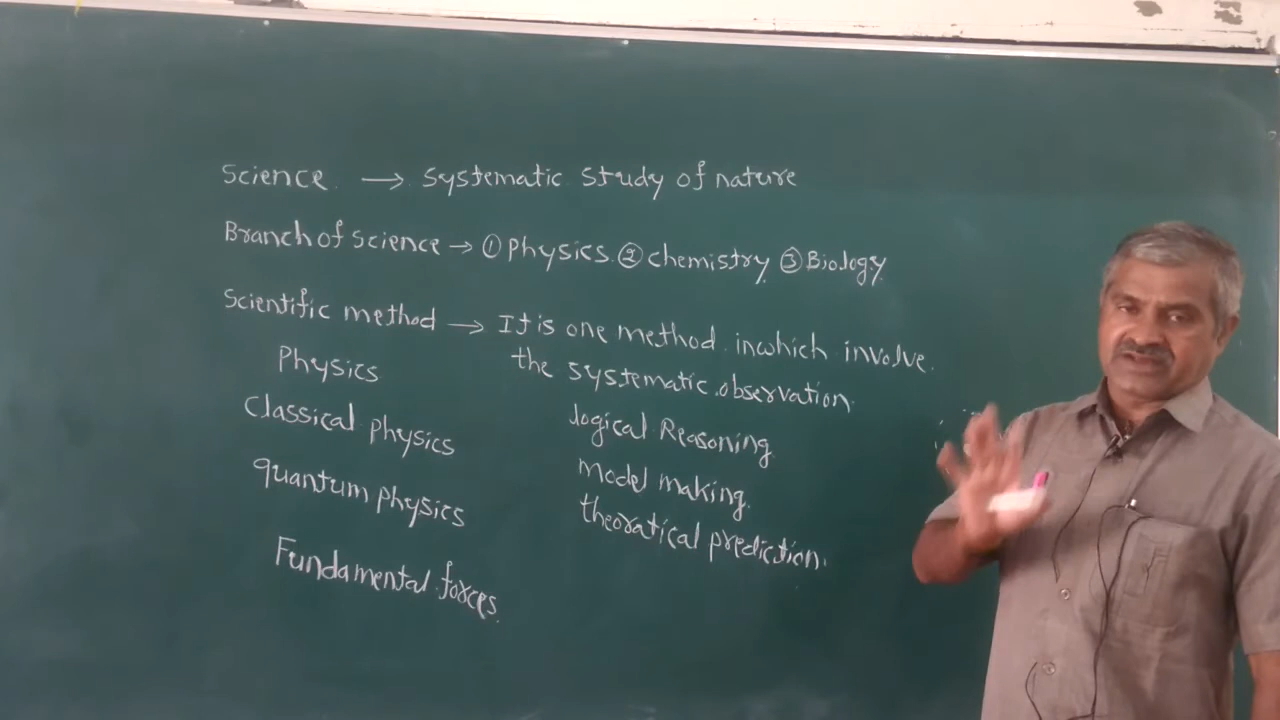 Science → Systematic Study of nature
Branch of science → ① Physics ② chemistry ③ Biology
Scientific method → It is one method inwhich involve
the systematic observation
Physics
Classical physics
quantum physics
Fundamental forces
logical Reasoning
model making
theoratical prediction